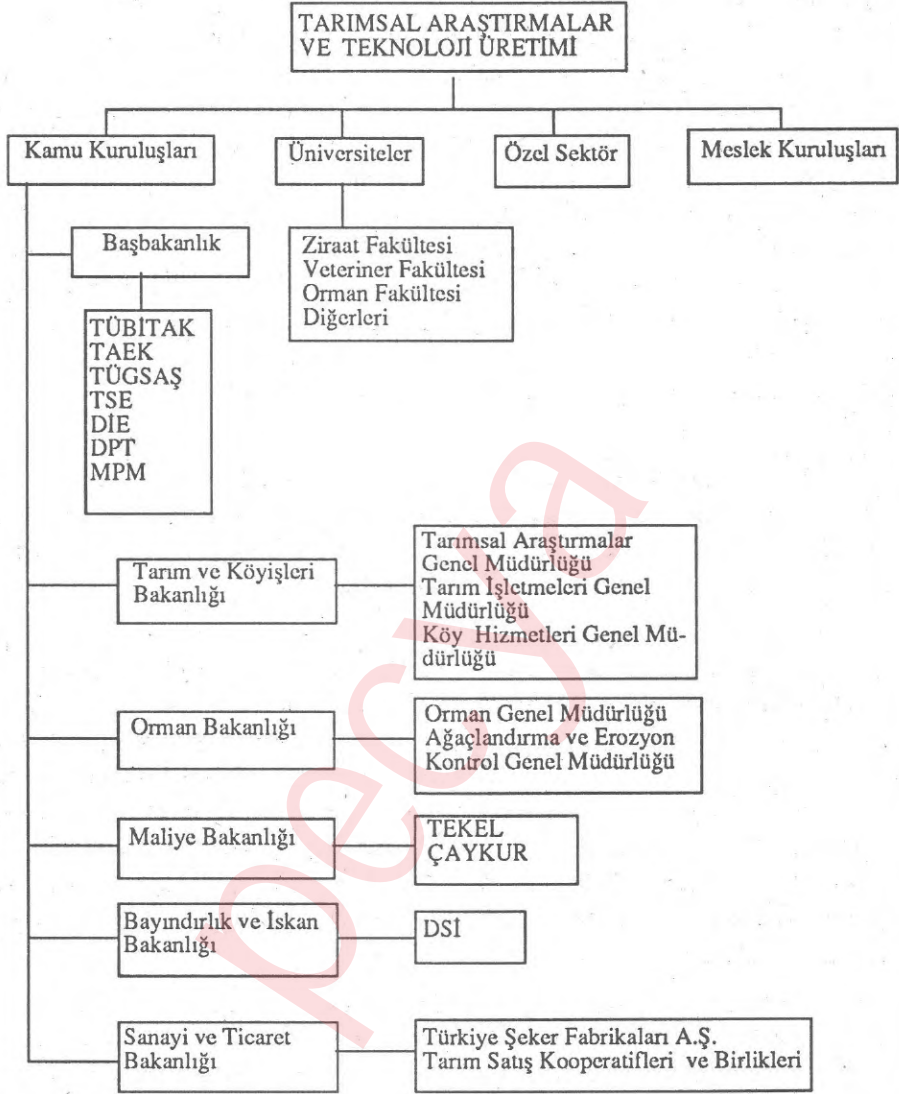 TARIMSAL ARAŞTIRMALAR
VE TEKNOLOJİ ÜRETİMİ
Kamu Kuruluşları
Üniversiteler
Özel Sektör
Meslek Kuruluşları
Başbakanlık
Ziraat Fakültesi
Veteriner Fakültesi
Orman Fakültesi
Diğerleri
TÜBİTAK
TAEK
TÜGSAŞ
TSE
DİE
DPT
MPM
Tarım ve Köyişleri
Bakanlığı
Tarımsal Araştırmalar
Genel Müdürlüğü
Tarım İşletmeleri Genel
Müdürlüğü
Köy Hizmetleri Genel Mü-
dürlüğü
Orman Bakanlığı
Orman Genel Müdürlüğü
Ağaçlandırma ve Erozyon
Kontrol Genel Müdürlüğü
Maliye Bakanlığı
TEKEL
ÇAYKUR
Bayındırlık ve İskan
Bakanlığı
DSİ
Sanayi ve Ticaret
Bakanlığı
Türkiye Şeker Fabrikaları A.Ş.
Tarım Satış Kooperatifleri ve Birlikleri
pecya